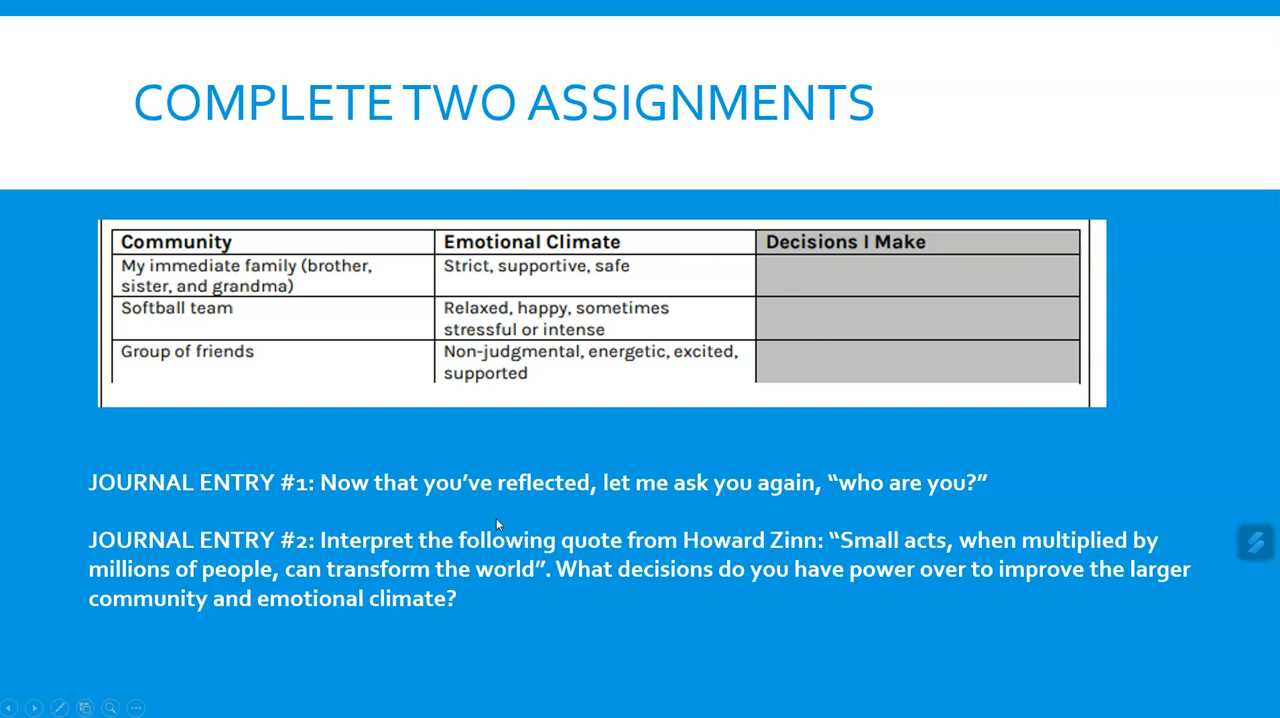 COMPLETE TWO ASSIGNMENTS
Community Emotional Climate Decisions I Make
My immediate family (brother, Strict, supportive, safe
sister, and grandma)
Softball team Relaxed, happy, sometimes
stressful or intense
Group of friends Non-judgmental, energetic, excited,
supported
JOURNAL ENTRY #1: Now that you’ve reflected, let me ask you again, “who are you?”
JOURNAL ENTRY #2: Interpret the following quote from Howard Zinn: “Small acts, when multiplied by
millions of people, can transform the world”. What decisions do you have power over to improve the larger
community and emotional climate?